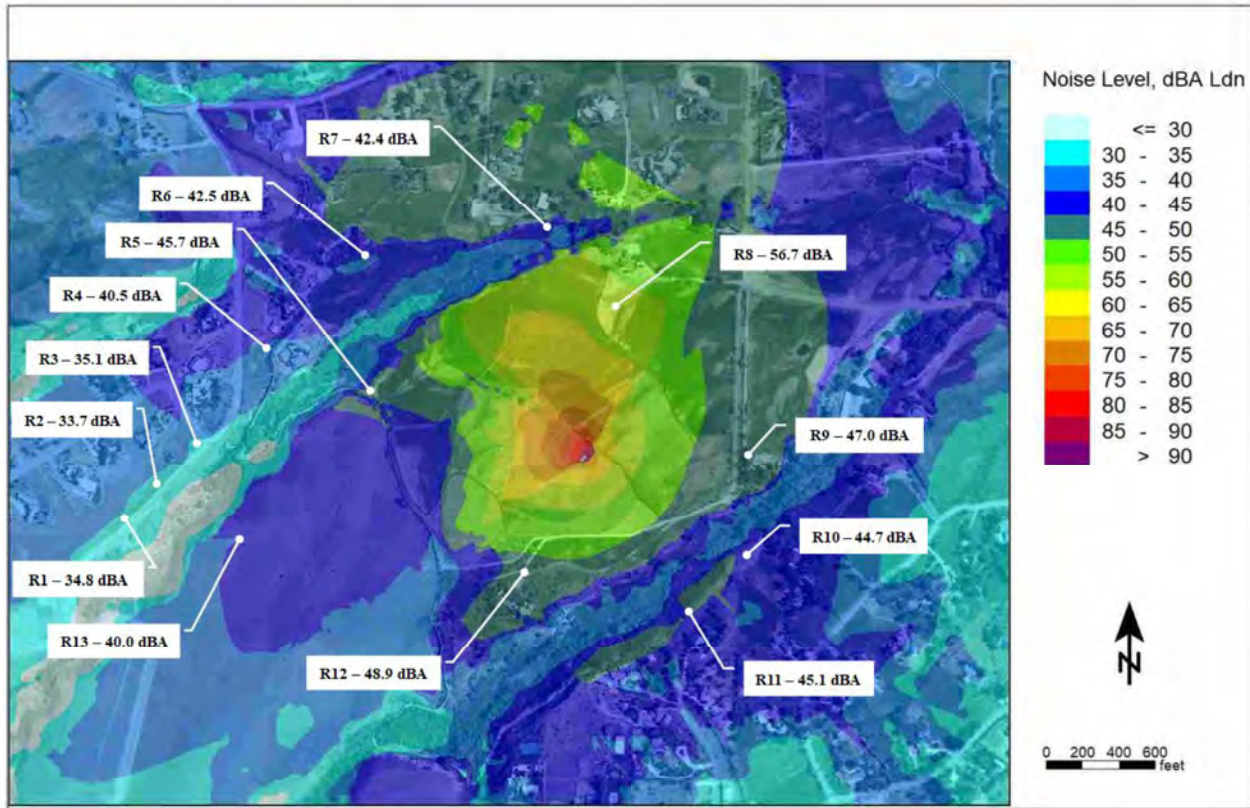 R7 – 42.4 dBA
R6 – 42.5 dBA
R5 – 45.7 dBA
R8 – 56.7 dBA
R4 – 40.5 dBA
R3 – 35.1 dBA
R2 – 33.7 dBA
R9 – 47.0 dBA
R10 – 44.7 dBA
R1 – 34.8 dBA
R13 – 40.0 dBA
R12 – 48.9 dBA
R11 – 45.1 dBA
Noise Level, dBA Ldn
<= 30
30 - 35
35 - 40
40 - 45
45 - 50
50 - 55
55 - 60
60 - 65
65 - 70
70 - 75
75 - 80
80 - 85
85 - 90
> 90
N
0 200 400 600
feet